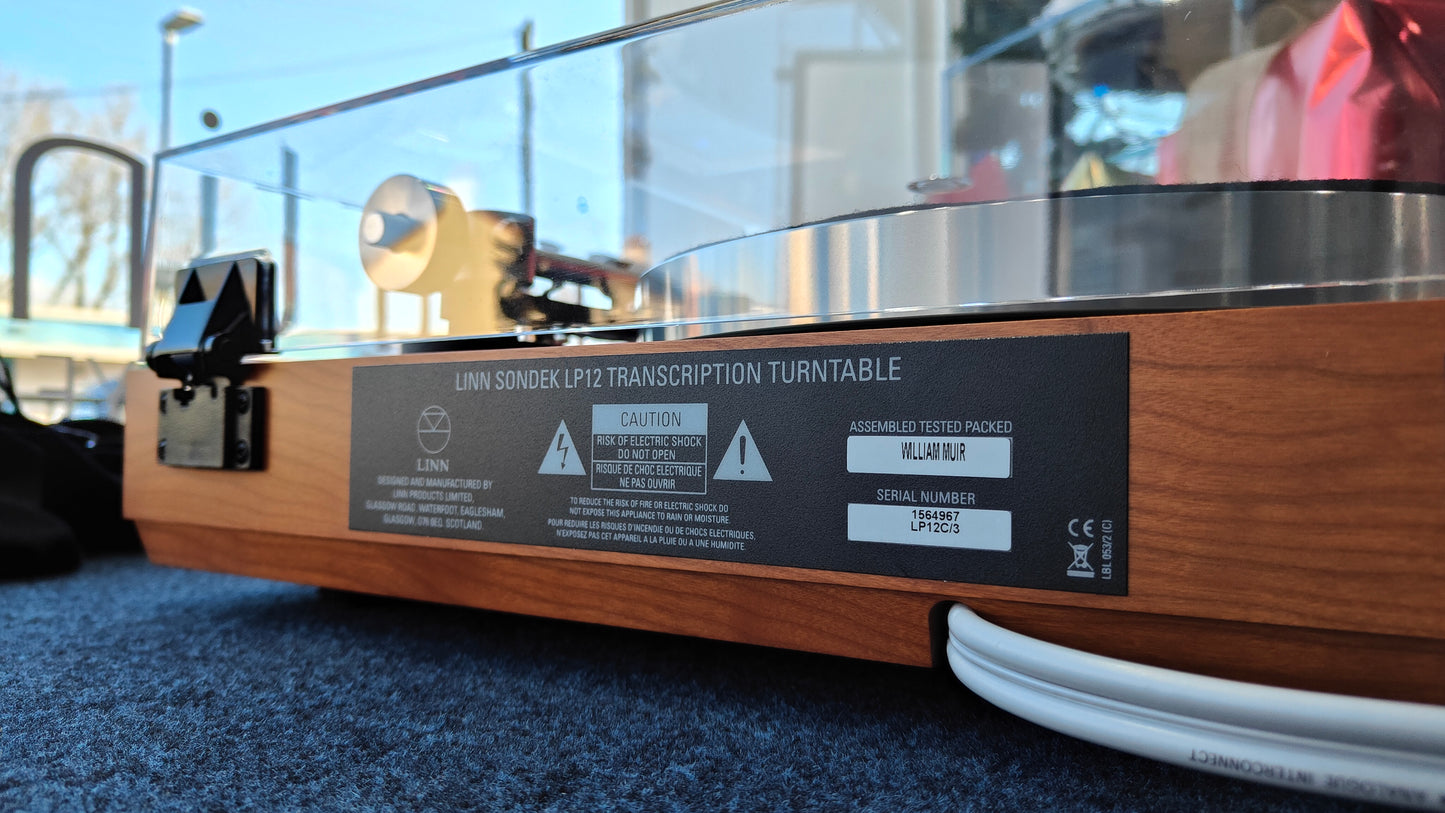 LINN SONDEK LP12 TRANSCRIPTION TURNTABLE
LINN
DESIGNED AND MANUFACTURED BY
LINN PRODUCTS LIMITED,
GLASGOW ROAD, WATERFOOT, EAGLESHAM,
GLASGOW, G76 0EQ, SCOTLAND.
CAUTION
RISK OF ELECTRIC SHOCK
DO NOT OPEN
RISQUE DE CHOC ELECTRIQUE
NE PAS OUVRIR
TO REDUCE THE RISK OF FIRE OR ELECTRIC SHOCK DO
NOT EXPOSE THIS APPLIANCE TO RAIN OR MOISTURE.
POUR REDUIRE LES RISQUES D'INCENDIE OU DE CHOCS ELECTRIQUES,
N'EXPOSEZ PAS CET APPAREIL A LA PLUIE OU A UNE HUMIDITE.
ASSEMBLED TESTED PACKED
WILLIAM MUIR
SERIAL NUMBER
1564967
LP12C/3
CE
LBL 053/2 (C)
ANALOGUE INTERCONNECT